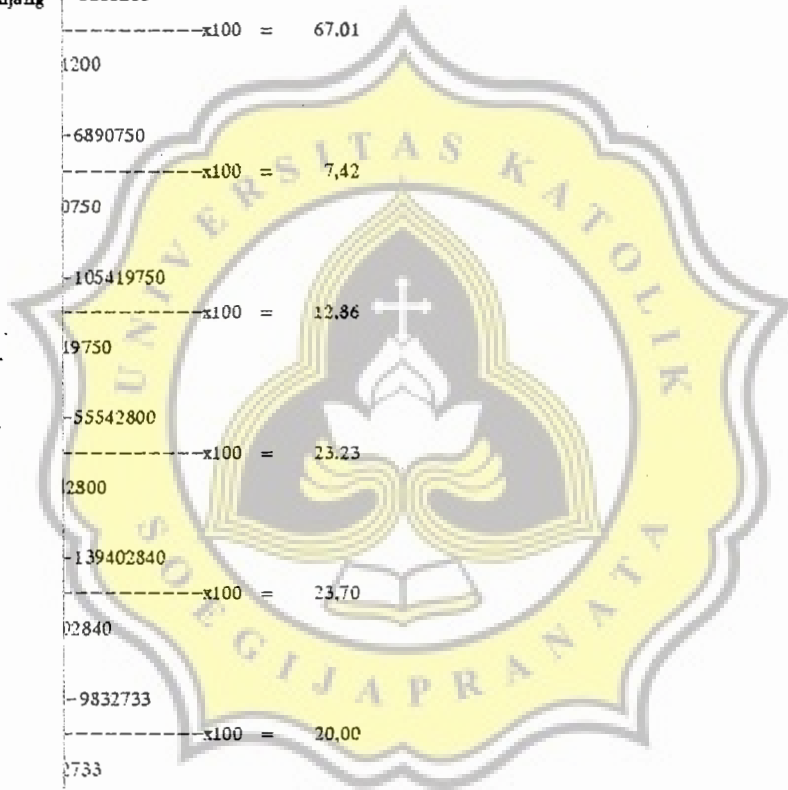 x100 = 67.01
1200
-6890750
x100 = 7,42
0750
-105419750
x100 = 12,86
19750
-55542800
x100 = 23.23
2800
-139402840
x100 = 23,70
02840
-9832733
x100 = 20,00
2733
UNIVERSITAS KATOLIK
SOEGIJAPRANATA